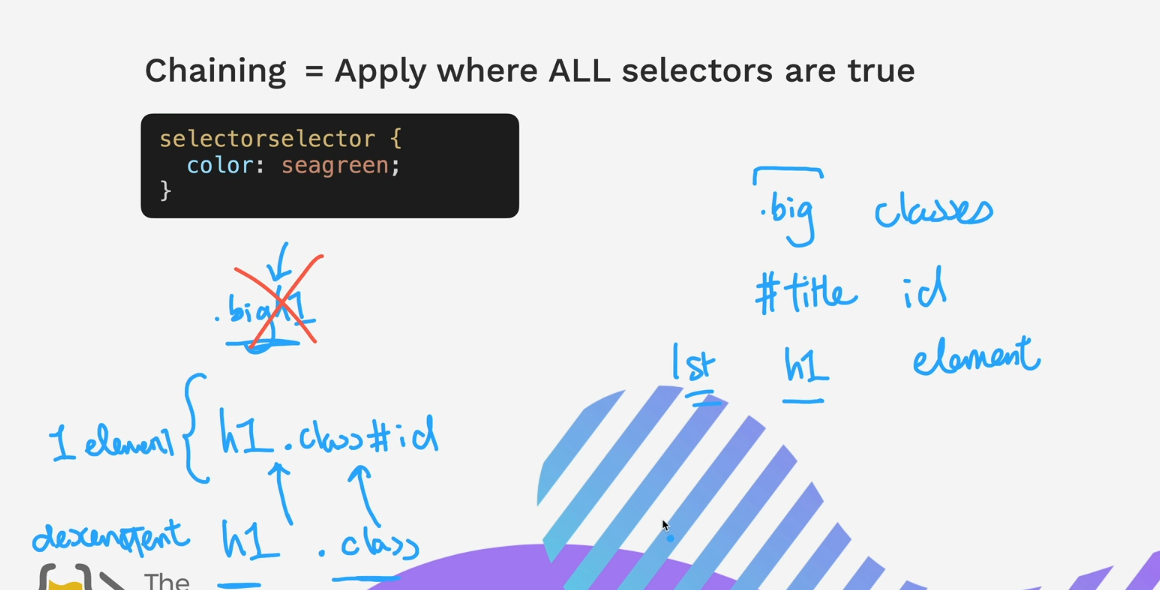 Chaining = Apply where ALL selectors are true
selectorselector {
color: seagreen;
}
.big classes
.bigh1
#title id
1st h1 element
1 element { h1.class#id
descendent h1 .class
The